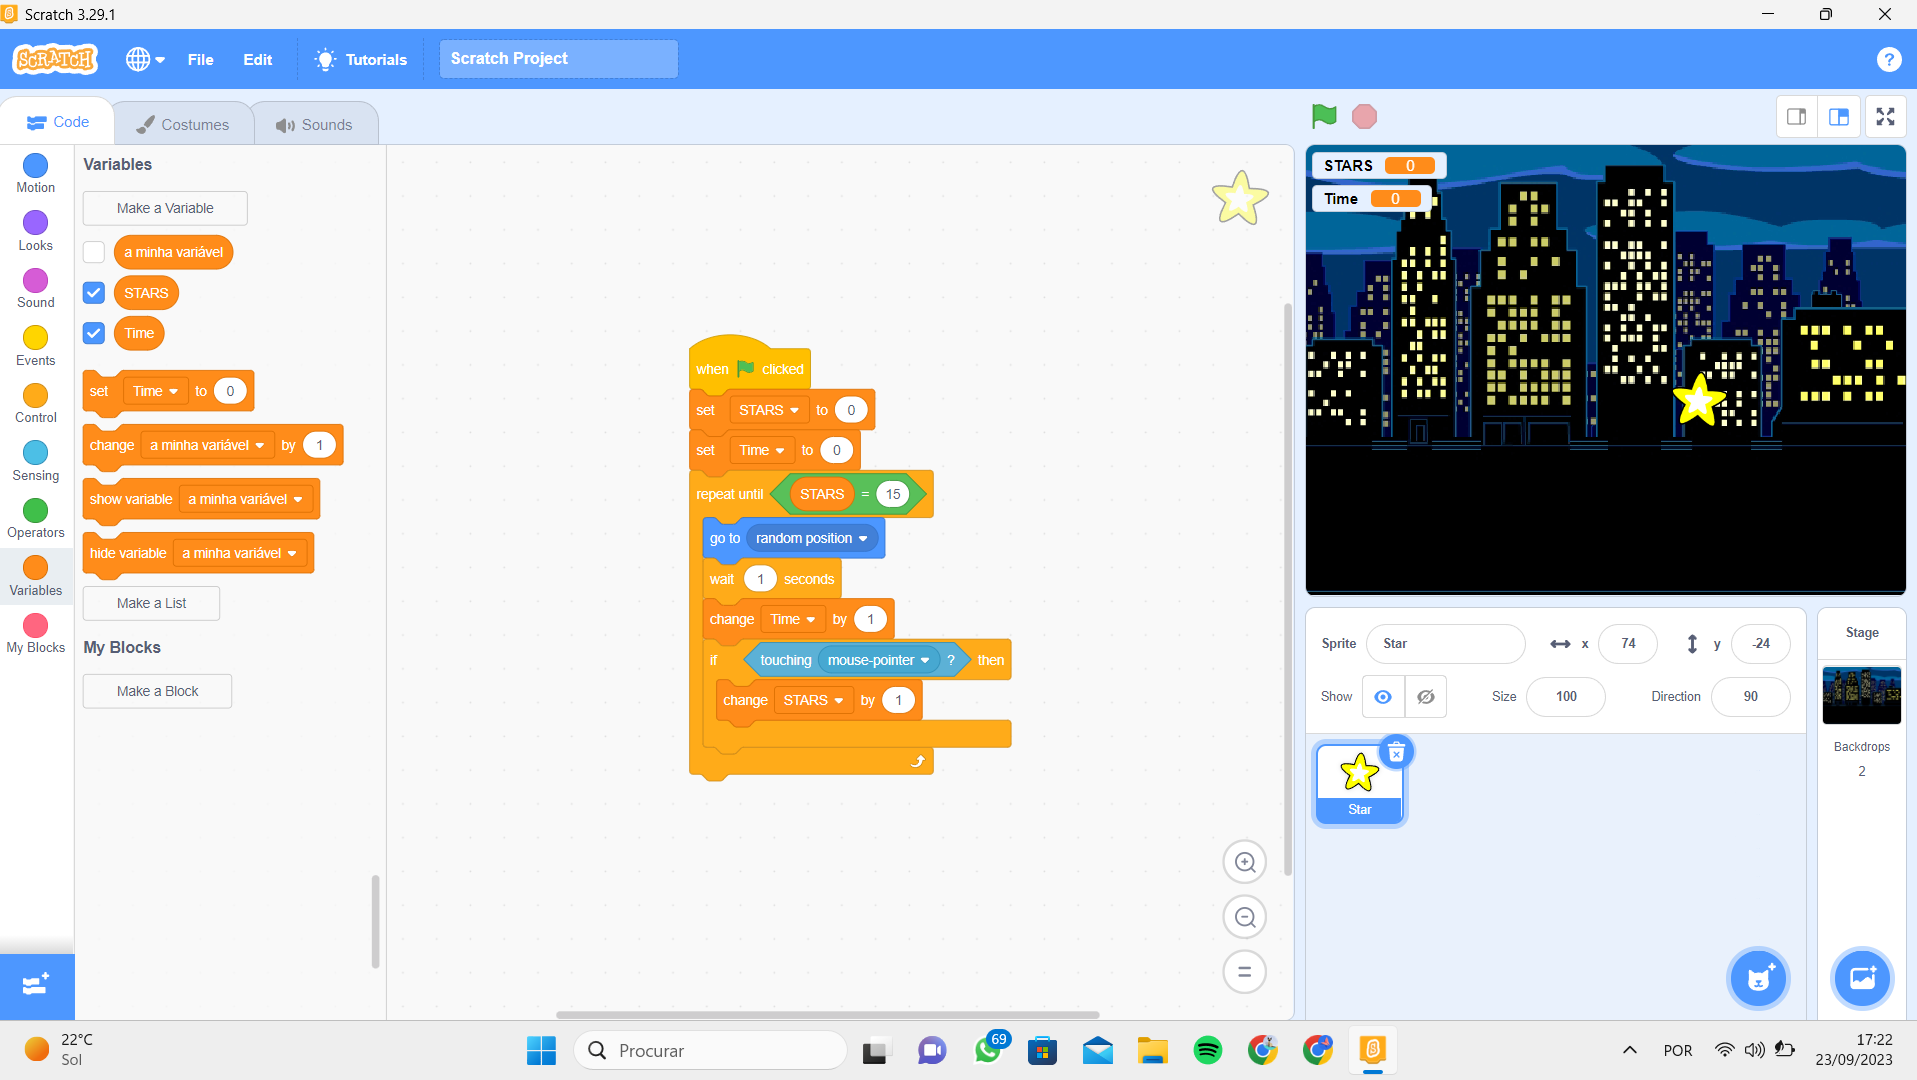 Scratch 3.29.1
SCRATCH File Edit Tutorials Scratch Project ?
Code Costumes Sounds
Motion
Looks
Sound
Events
Control
Sensing
Operators
Variables
My Blocks
Variables
Make a Variable
a minha variável
STARS
Time
set Time to 0
change a minha variável by 1
show variable a minha variável
hide variable a minha variável
Make a List
My Blocks
Make a Block
when clicked
set STARS to 0
set Time to 0
repeat until STARS = 15
go to random position
wait 1 seconds
change Time by 1
if touching mouse-pointer ? then
change STARS by 1
STARS 0
Time 0
Sprite Star x 74 y -24
Show Size 100 Direction 90
Star
Stage
Backdrops
2
22°C
Sol
Procurar
69
POR
17:22
23/09/2023